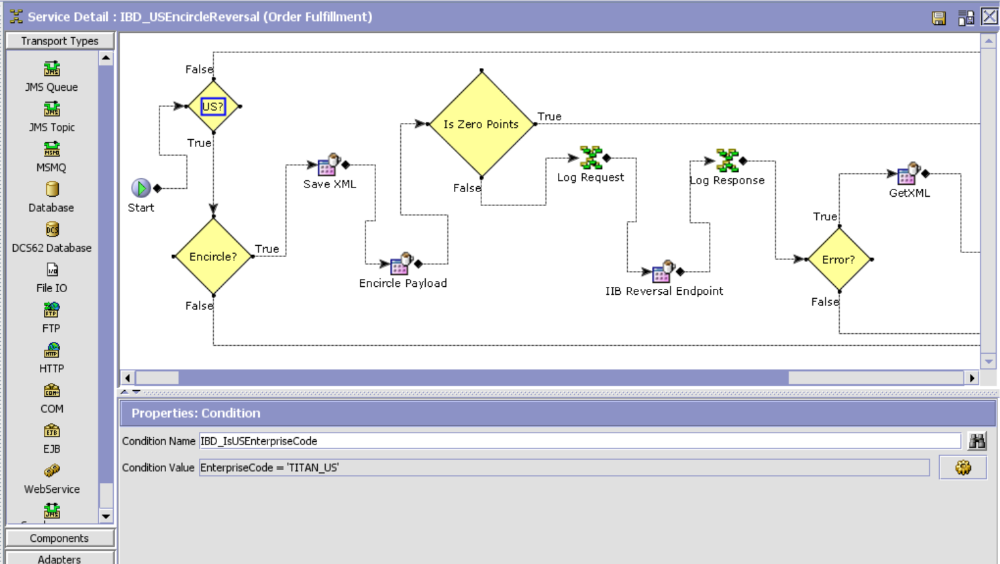 Service Detail : IBD_USEncircleReversal (Order Fulfillment)
Transport Types
JMS Queue
JMS Topic
MSMQ
Database
DCS62 Database
File IO
FTP
HTTP
COM
EJB
WebService
Components
Adapters
False
US?
True
Start
Encircle?
True
False
Save XML
Encircle Payload
Is Zero Points
True
False
Log Request
IIB Reversal Endpoint
Log Response
Error?
True
False
GetXML
Properties: Condition
Condition Name IBD_IsUSEnterpriseCode
Condition Value EnterpriseCode = 'TITAN_US'